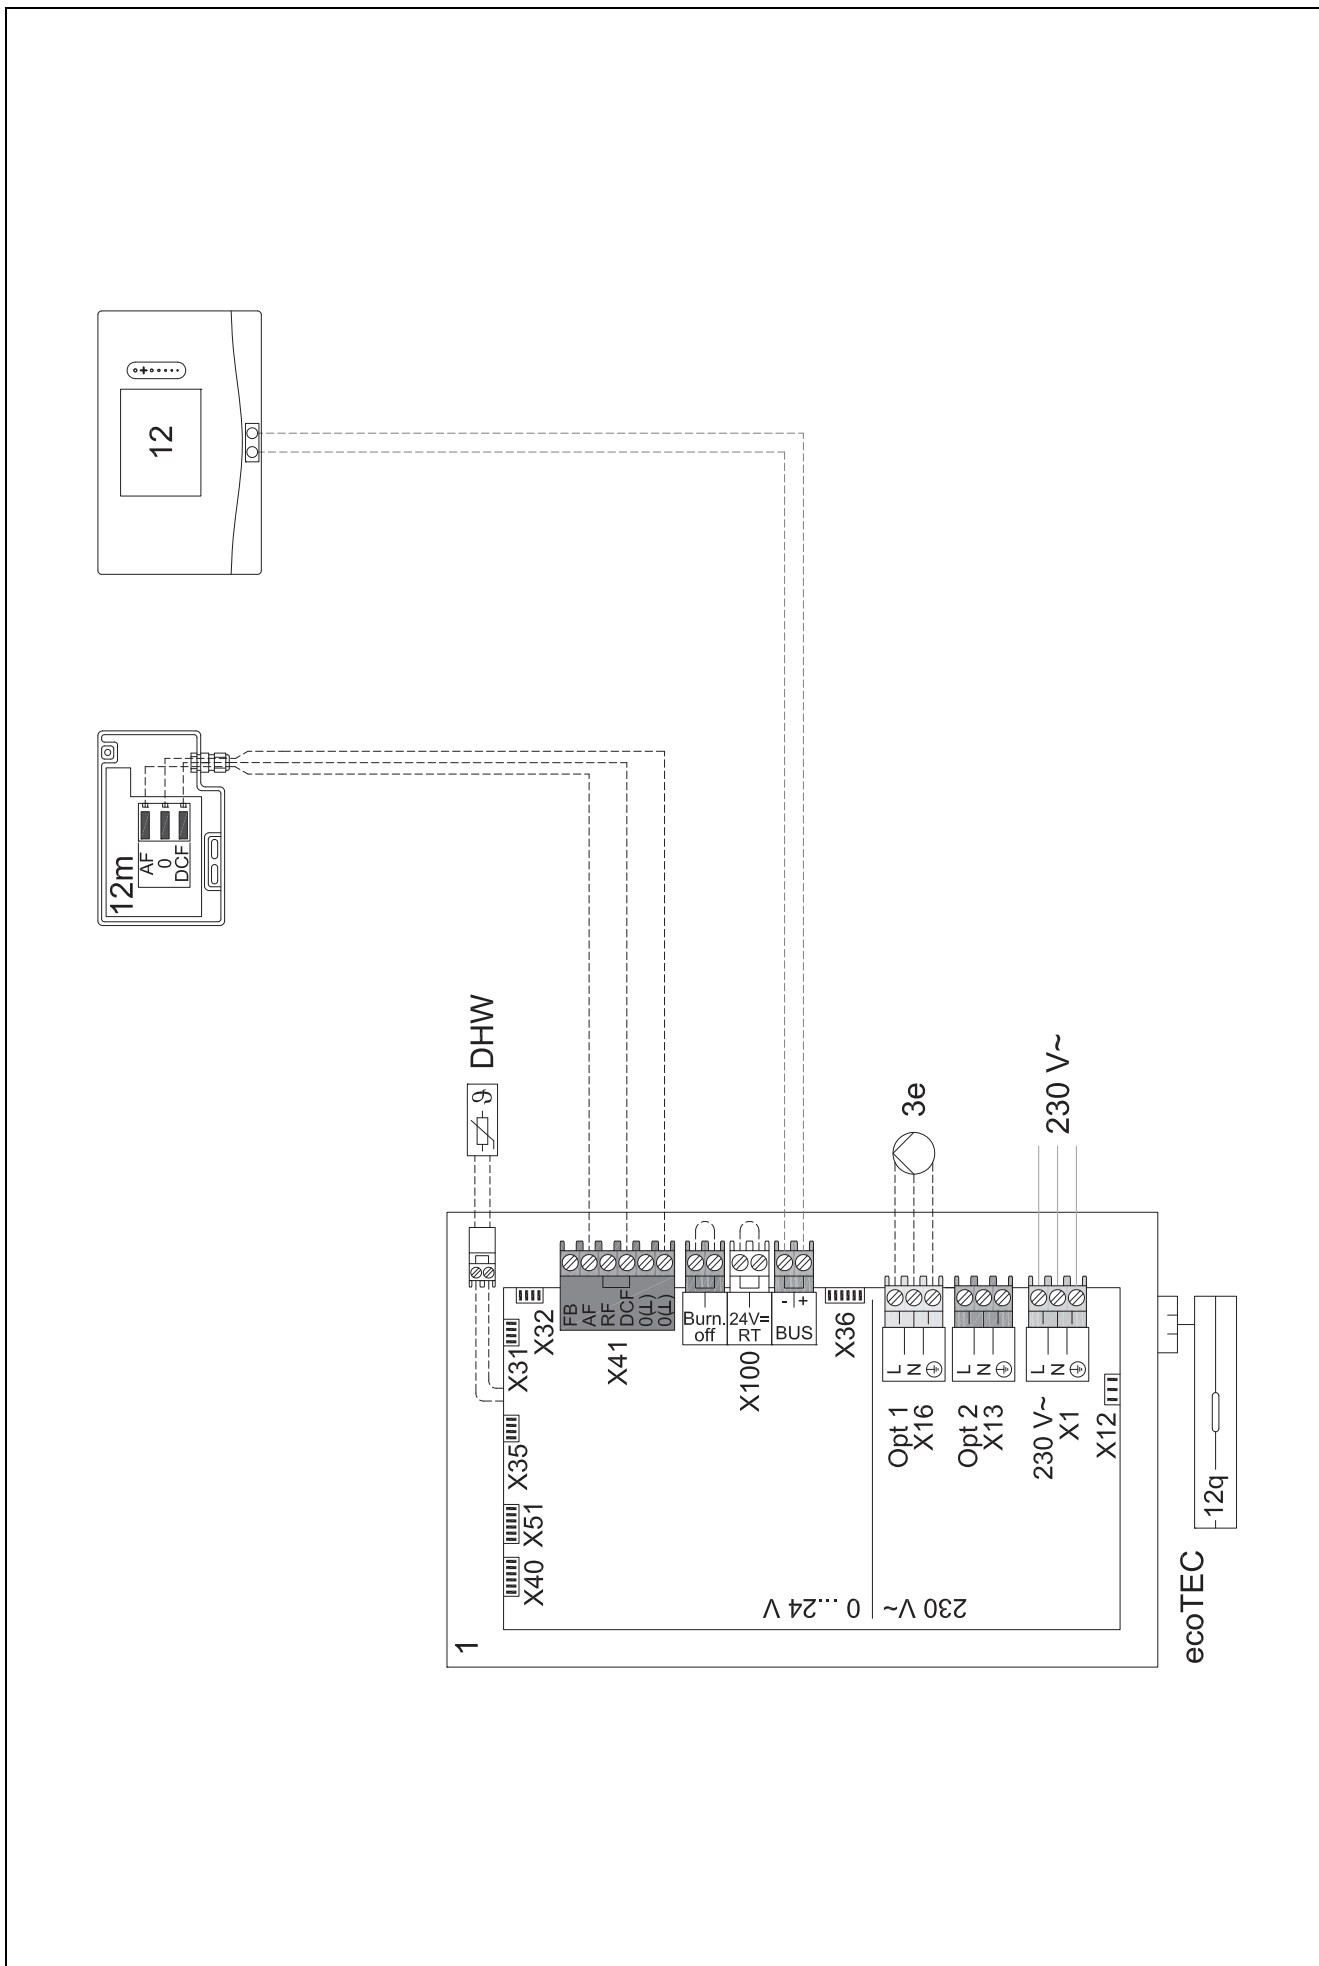 12
12m
AF
0
DCF
DHW
ϑ
3e
230 V~
1
FB
AF
RF
DCF
0(⊥)
0(⊥)
Burn.
off
24V=
RT
- +
BUS
X31
X32
X41
X100
X36
X35
X51
X40
L
N
Opt 1
X16
L
N
Opt 2
X13
L
N
230 V~
X1
X12
0...24 V
230 V~
12q
ecoTEC